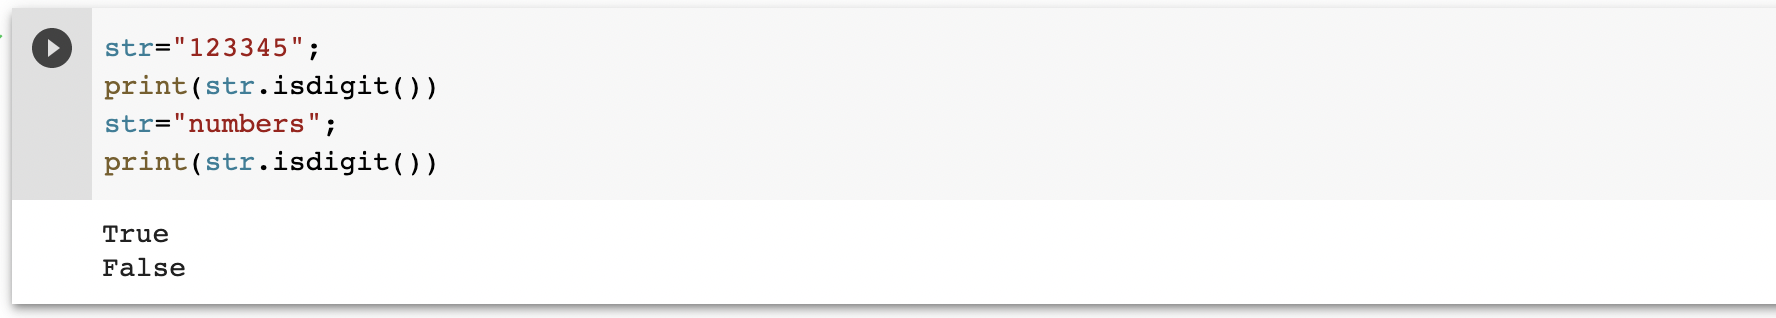 str="123345";
print(str.isdigit())
str="numbers";
print(str.isdigit())
True
False